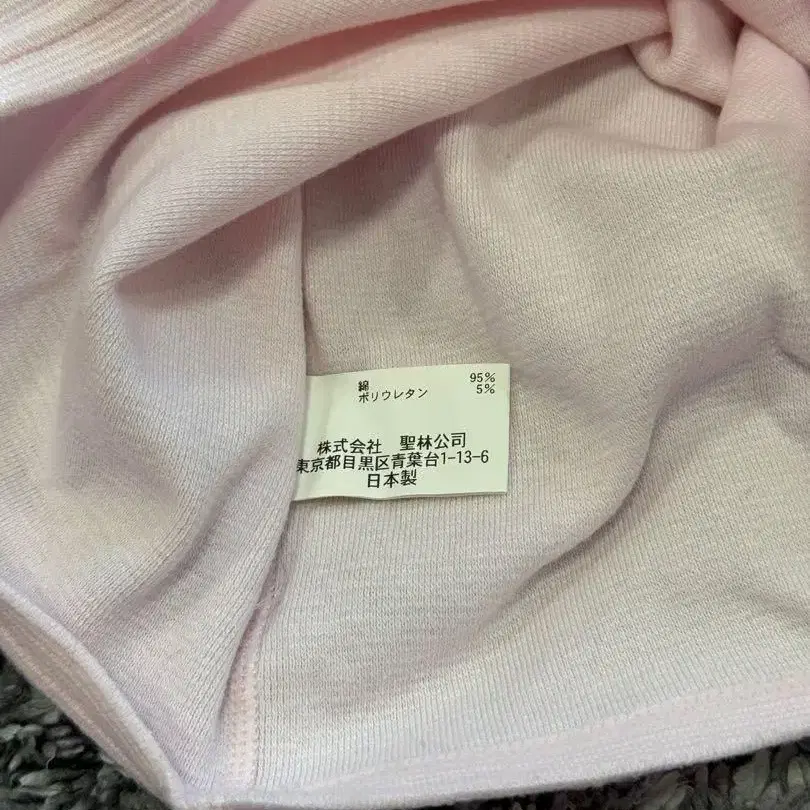 綿 95%
ポリウレタン 5%
株式会社 聖林公司
東京都目黒区青葉台1-13-6
日本製